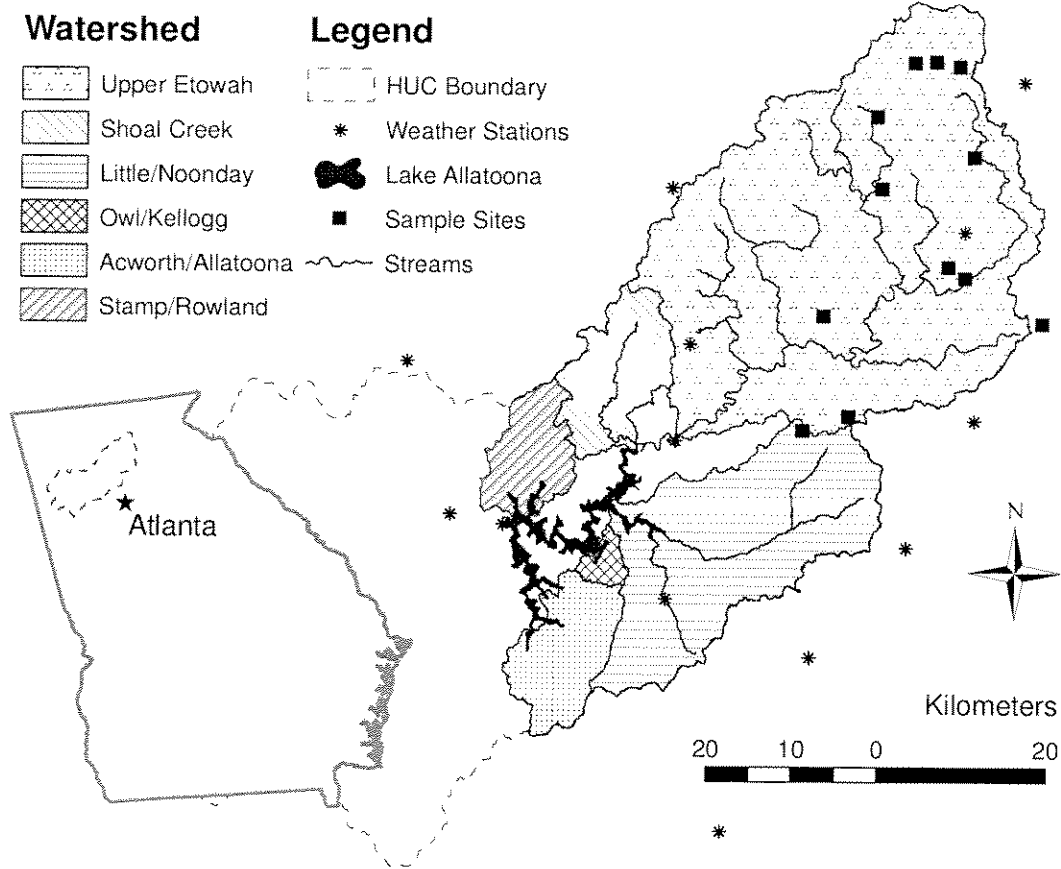 Watershed
Upper Etowah
Shoal Creek
Little/Noonday
Owl/Kellogg
Acworth/Allatoona
Stamp/Rowland
Legend
HUC Boundary
Weather Stations
Lake Allatoona
Sample Sites
Streams
Atlanta
N
Kilometers
20 10 0 20